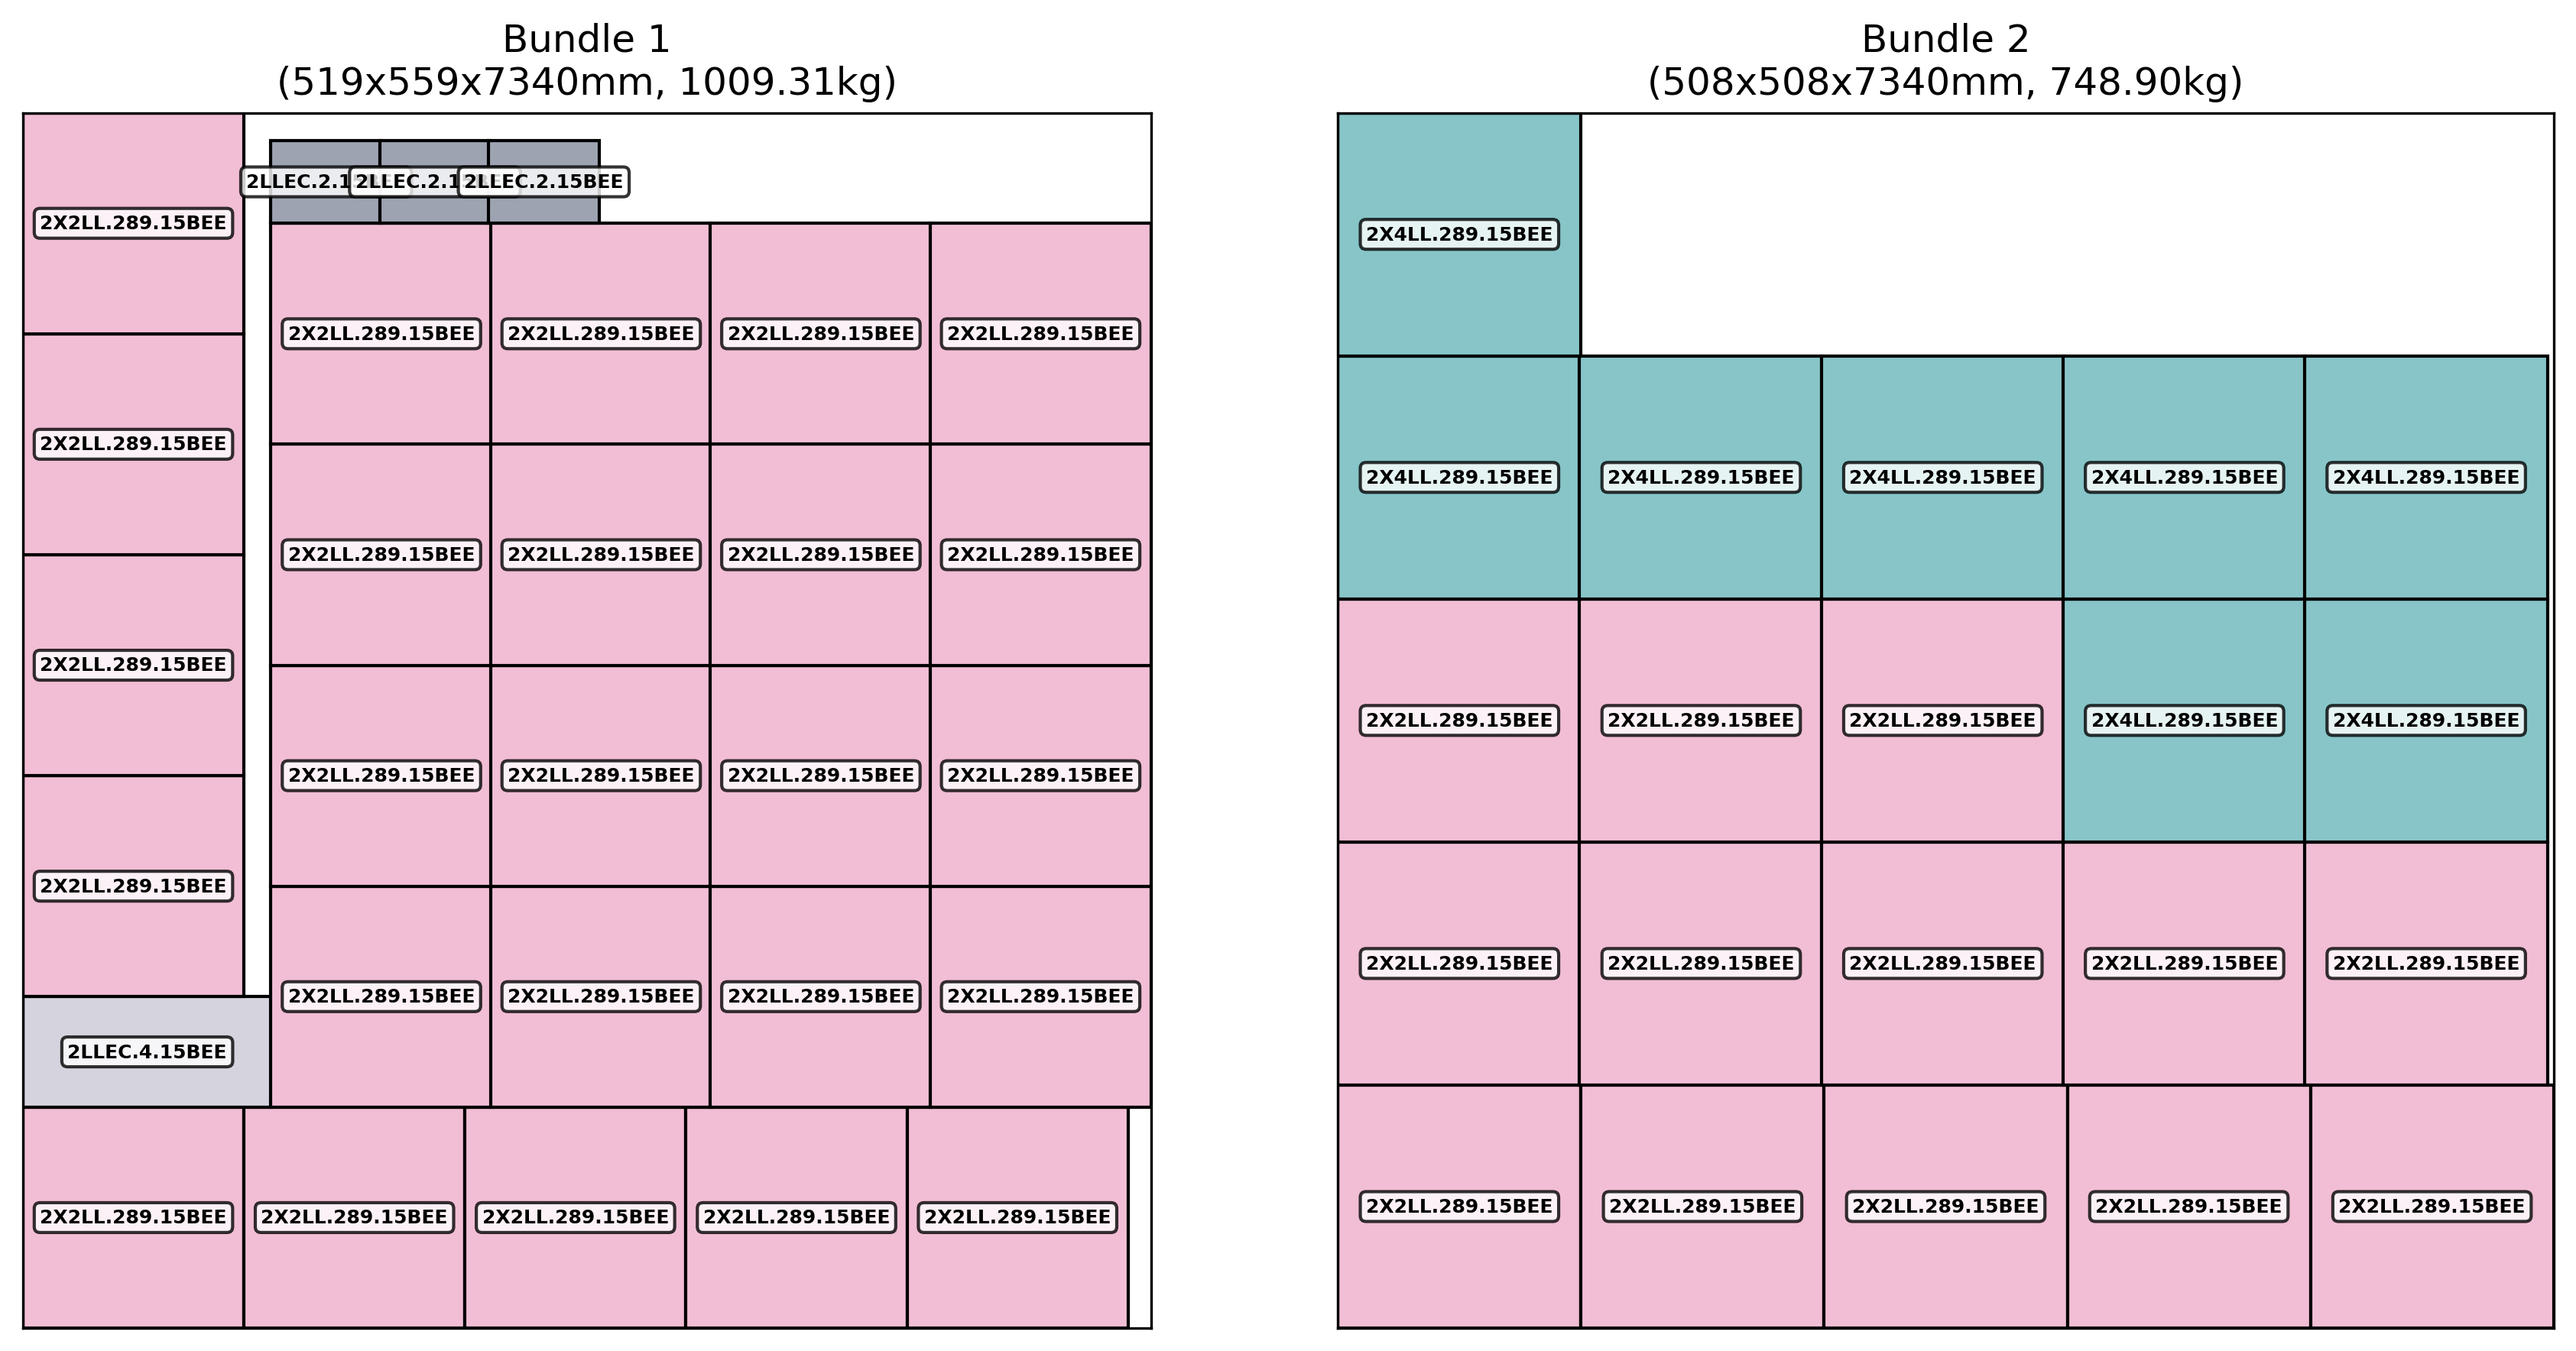 Bundle 1
(519x559x7340mm, 1009.31kg)
2X2LL.289.15BEE
2LLEC.2.1
2LLEC.2.1
2LLEC.2.15BEE
2X2LL.289.15BEE 2X2LL.289.15BEE 2X2LL.289.15BEE 2X2LL.289.15BEE
2X2LL.289.15BEE
2X2LL.289.15BEE 2X2LL.289.15BEE 2X2LL.289.15BEE 2X2LL.289.15BEE
2X2LL.289.15BEE
2X2LL.289.15BEE 2X2LL.289.15BEE 2X2LL.289.15BEE 2X2LL.289.15BEE
2X2LL.289.15BEE
2X2LL.289.15BEE 2X2LL.289.15BEE 2X2LL.289.15BEE 2X2LL.289.15BEE
2LLEC.4.15BEE
2X2LL.289.15BEE 2X2LL.289.15BEE 2X2LL.289.15BEE 2X2LL.289.15BEE 2X2LL.289.15BEE
Bundle 2
(508x508x7340mm, 748.90kg)
2X4LL.289.15BEE
2X4LL.289.15BEE 2X4LL.289.15BEE 2X4LL.289.15BEE 2X4LL.289.15BEE 2X4LL.289.15BEE
2X2LL.289.15BEE 2X2LL.289.15BEE 2X2LL.289.15BEE 2X4LL.289.15BEE 2X4LL.289.15BEE
2X2LL.289.15BEE 2X2LL.289.15BEE 2X2LL.289.15BEE 2X2LL.289.15BEE 2X2LL.289.15BEE
2X2LL.289.15BEE 2X2LL.289.15BEE 2X2LL.289.15BEE 2X2LL.289.15BEE 2X2LL.289.15BEE